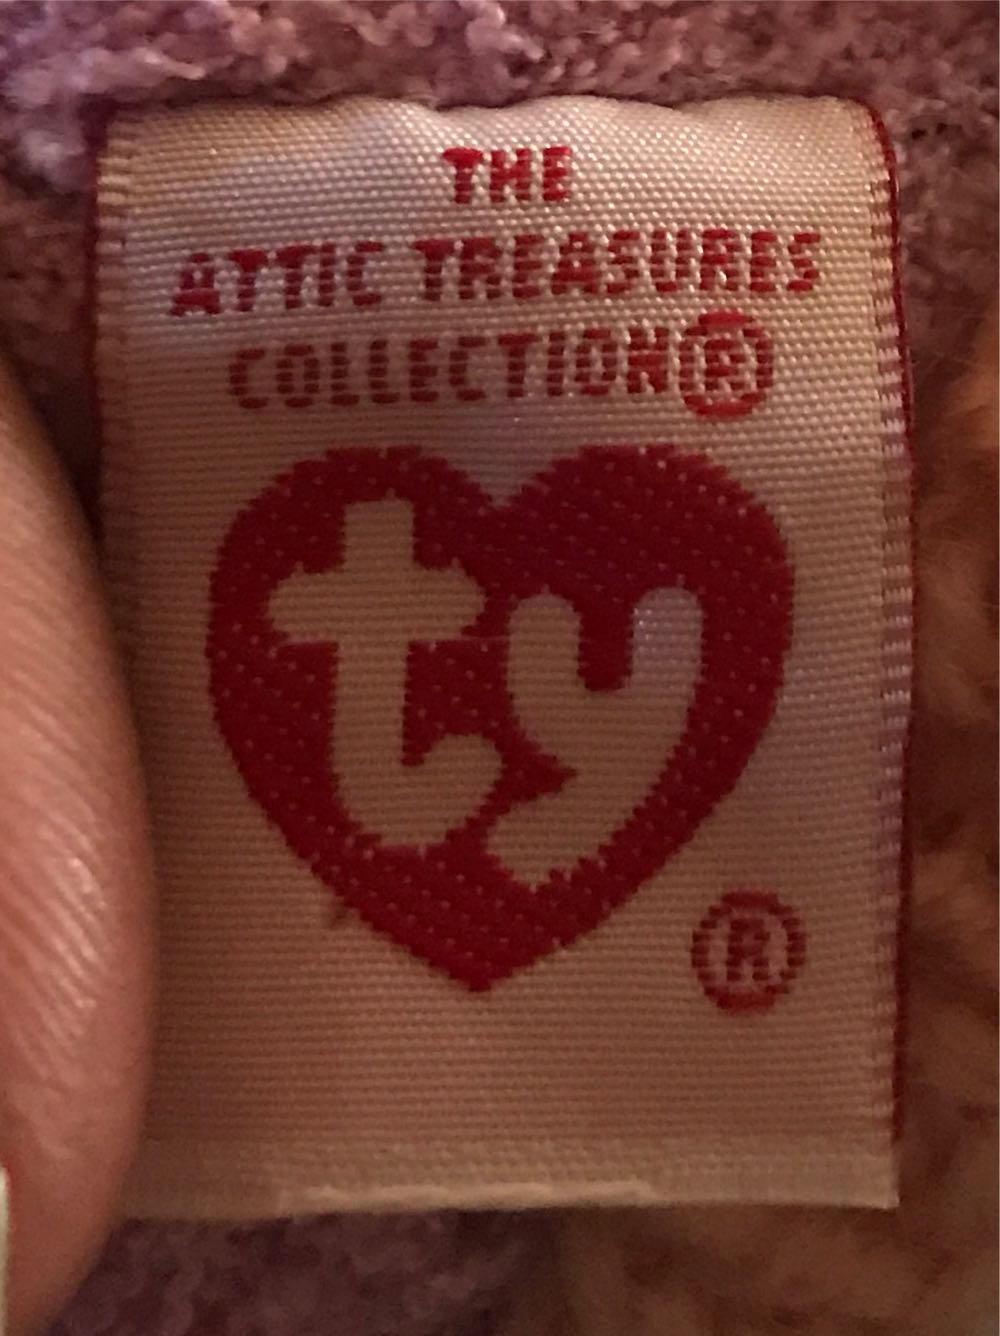 THE
ATTIC TREASURES
COLLECTION®
ty
®